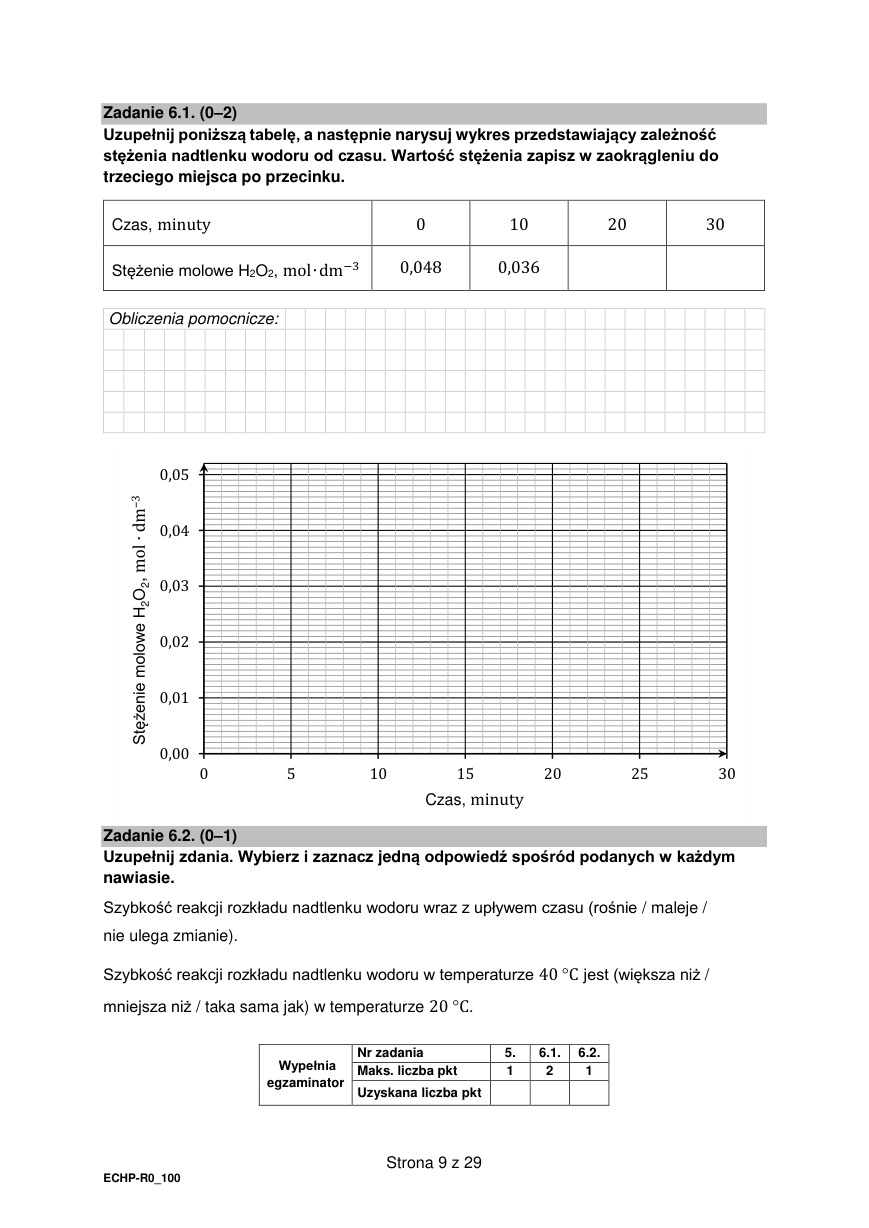 Zadanie 6.1. (0–2)
Uzupełnij poniższą tabelę, a następnie narysuj wykres przedstawiający zależność
stężenia nadtlenku wodoru od czasu. Wartość stężenia zapisz w zaokrągleniu do
trzeciego miejsca po przecinku.
Czas, minuty 0 10 20 30
Stężenie molowe H₂O₂, mol·dm⁻³ 0,048 0,036
Obliczenia pomocnicze:
Stężenie molowe H₂O₂, mol · dm⁻³
0,05
0,04
0,03
0,02
0,01
0,00
0 5 10 15 20 25 30
Czas, minuty
Zadanie 6.2. (0–1)
Uzupełnij zdania. Wybierz i zaznacz jedną odpowiedź spośród podanych w każdym
nawiasie.
Szybkość reakcji rozkładu nadtlenku wodoru wraz z upływem czasu (rośnie / maleje /
nie ulega zmianie).
Szybkość reakcji rozkładu nadtlenku wodoru w temperaturze 40 °C jest (większa niż /
mniejsza niż / taka sama jak) w temperaturze 20 °C.
Wypełnia
egzaminator
Nr zadania 5. 6.1. 6.2.
Maks. liczba pkt 1 2 1
Uzyskana liczba pkt
Strona 9 z 29
ECHP-R0_100